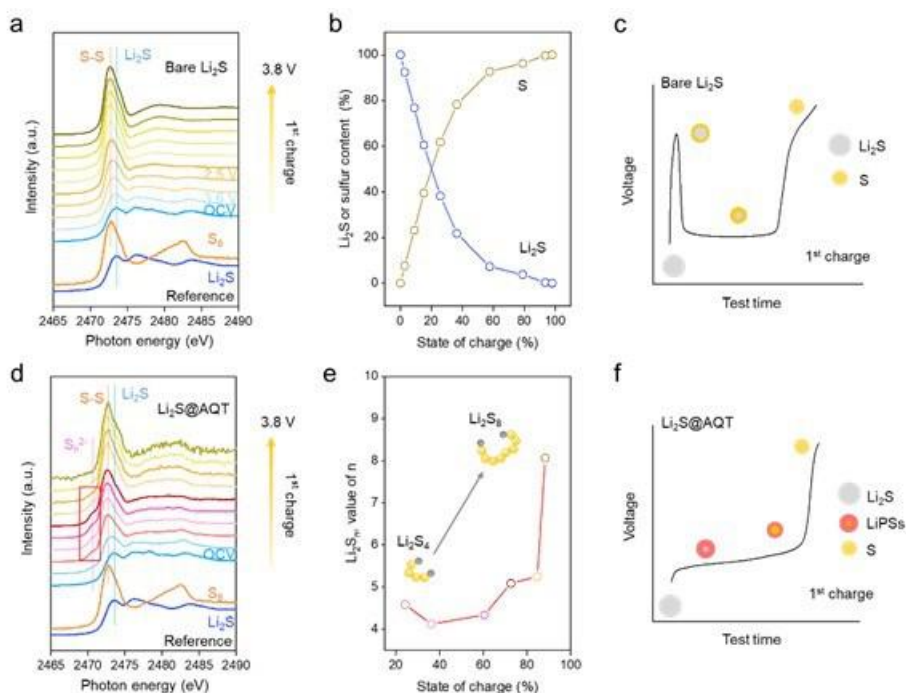 a
S-S
Li₂S
Bare Li₂S
3.8 V
1st charge
OCV
S₈
Li₂S
Reference
Intensity (a.u.)
2465 2470 2475 2480 2485 2490
Photon energy (eV)
b
100
80
60
40
20
0
S
Li₂S
Li₂S or sulfur content (%)
0 20 40 60 80 100
State of charge (%)
c
Bare Li₂S
Li₂S
S
Voltage
1st charge
Test time
d
S-S
Li₂S
Li₂S@AQT
Sₙ²⁻
3.8 V
1st charge
OCV
S₈
Li₂S
Reference
Intensity (a.u.)
2465 2470 2475 2480 2485 2490
Photon energy (eV)
e
10
9
8
7
6
5
4
Li₂S₈
Li₂S₄
Li₂Sₙ, value of n
20 40 60 80 100
State of charge (%)
f
Li₂S@AQT
Li₂S
LiPSs
S
Voltage
1st charge
Test time